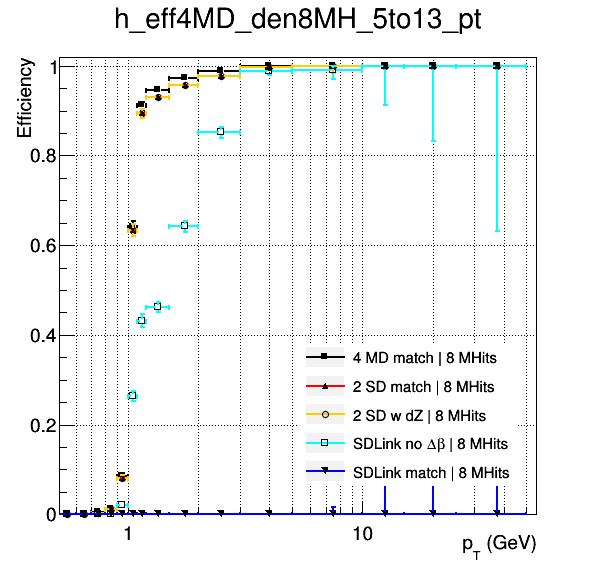 h_eff4MD_den8MH_5to13_pt
Efficiency
1
0.8
0.6
0.4
0.2
0
4 MD match | 8 MHits
2 SD match | 8 MHits
2 SD w dZ | 8 MHits
SDLink no Δβ | 8 MHits
SDLink match | 8 MHits
1
10
p_T (GeV)